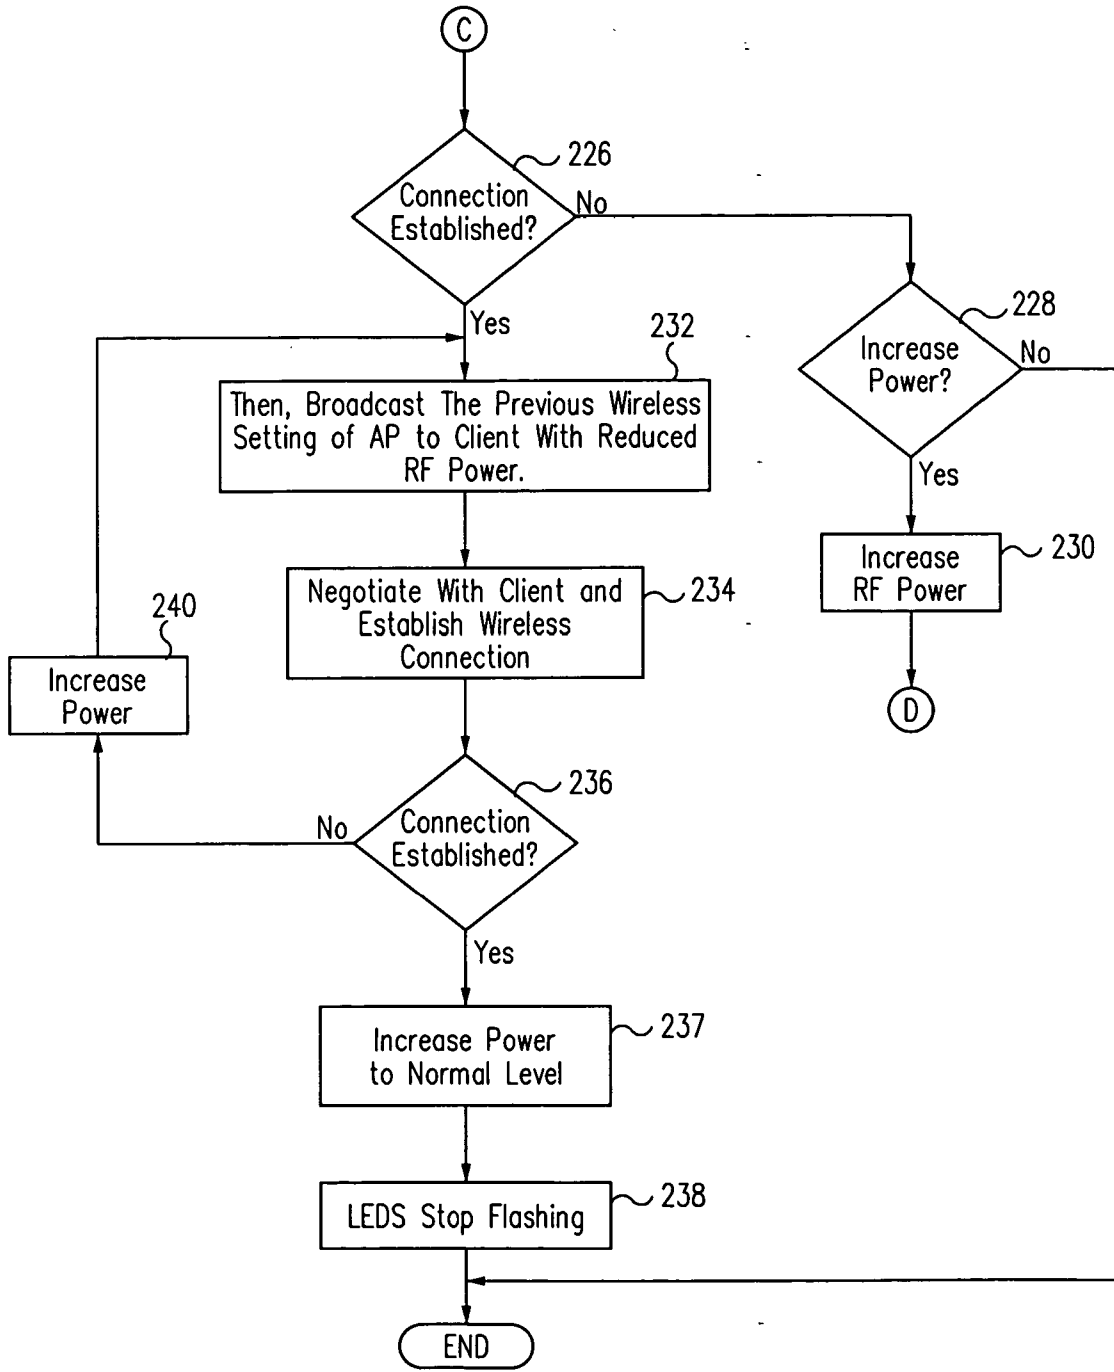 C
226
Connection
Established?
No
Yes
228
Increase
Power?
No
Yes
232
Then, Broadcast The Previous Wireless
Setting of AP to Client With Reduced
RF Power.
230
Increase
RF Power
D
234
Negotiate With Client and
Establish Wireless
Connection
240
Increase
Power
236
Connection
Established?
No
Yes
237
Increase Power
to Normal Level
238
LEDS Stop Flashing
END